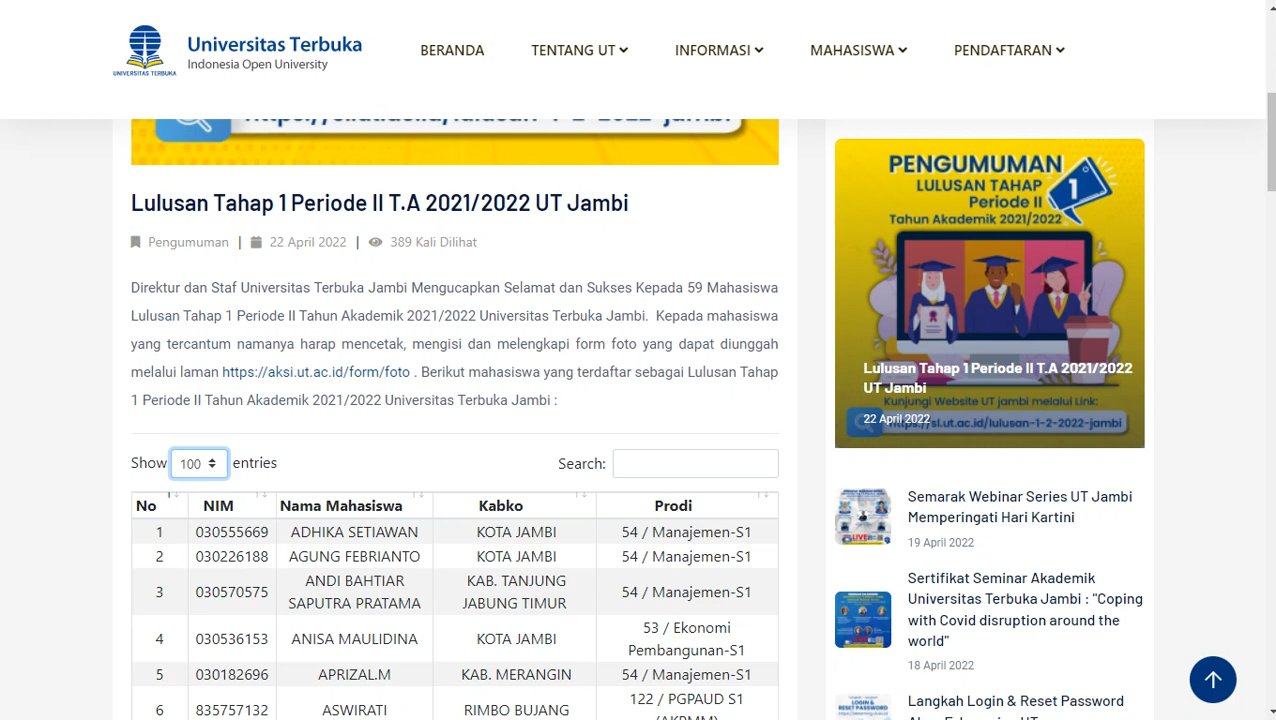 UNIVERSITAS TERBUKA
Universitas Terbuka
Indonesia Open University
BERANDA
TENTANG UT
INFORMASI
MAHASISWA
PENDAFTARAN
Lulusan Tahap 1 Periode II T.A 2021/2022 UT Jambi
Pengumuman | 22 April 2022 | 389 Kali Dilihat
Direktur dan Staf Universitas Terbuka Jambi Mengucapkan Selamat dan Sukses Kepada 59 Mahasiswa
Lulusan Tahap 1 Periode II Tahun Akademik 2021/2022 Universitas Terbuka Jambi. Kepada mahasiswa
yang tercantum namanya harap mencetak, mengisi dan melengkapi form foto yang dapat diunggah
melalui laman https://aksi.ut.ac.id/form/foto . Berikut mahasiswa yang terdaftar sebagai Lulusan Tahap
1 Periode II Tahun Akademik 2021/2022 Universitas Terbuka Jambi :
Show 100 entries
Search:
No NIM Nama Mahasiswa Kabko Prodi
1 030555669 ADHIKA SETIAWAN KOTA JAMBI 54 / Manajemen-S1
2 030226188 AGUNG FEBRIANTO KOTA JAMBI 54 / Manajemen-S1
3 030570575 ANDI BAHTIAR KAB. TANJUNG 54 / Manajemen-S1
SAPUTRA PRATAMA JABUNG TIMUR
4 030536153 ANISA MAULIDINA KOTA JAMBI 53 / Ekonomi
Pembangunan-S1
5 030182696 APRIZAL.M KAB. MERANGIN 54 / Manajemen-S1
6 835757132 ASWIRATI RIMBO BUJANG 122 / PGPAUD S1
PENGUMUMAN
LULUSAN TAHAP 1
Periode II
Tahun Akademik 2021/2022
Lulusan Tahap 1 Periode II T.A 2021/2022
UT Jambi
Kunjungi Website UT jambi melalui Link:
22 April 2022
https://sl.ut.ac.id/lulusan-1-2-2022-jambi
Semarak Webinar Series UT Jambi
Memperingati Hari Kartini
19 April 2022
Sertifikat Seminar Akademik
Universitas Terbuka Jambi : "Coping
with Covid disruption around the
world"
18 April 2022
Langkah Login & Reset Password